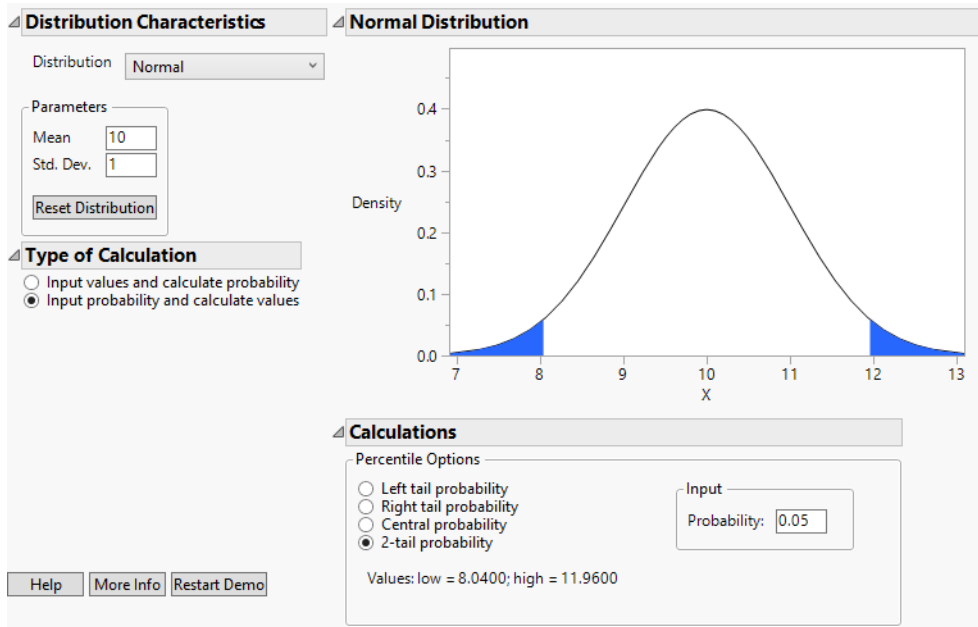 Distribution Characteristics
Distribution Normal
Parameters
Mean 10
Std. Dev. 1
Reset Distribution
Type of Calculation
Input values and calculate probability
Input probability and calculate values
Normal Distribution
Density
0.4
0.3
0.2
0.1
0.0
7 8 9 10 11 12 13
X
Calculations
Percentile Options
Left tail probability
Right tail probability
Central probability
2-tail probability
Input
Probability: 0.05
Values: low = 8.0400; high = 11.9600
Help More Info Restart Demo